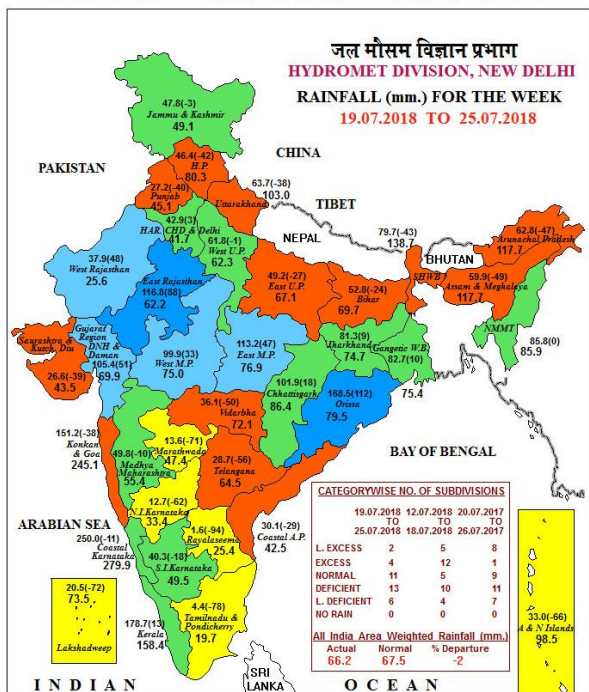 जल मौसम विज्ञान प्रभाग
HYDROMET DIVISION, NEW DELHI
RAINFALL (mm.) FOR THE WEEK
19.07.2018 TO 25.07.2018
47.8(-3)
Jammu & Kashmir
49.1
CHINA
PAKISTAN
46.4(-42)
H.P.
80.3
27.2(-40)
Punjab
45.1
63.7(-38)
103.0
Uttarakhand
TIBET
42.9(3)
HAR. CHD & Delhi
41.7
61.8(-1)
West U.P.
62.3
NEPAL
79.7(-43)
138.7
BHUTAN
62.8(-47)
Arunachal Pradesh
117.7
37.9(48)
West Rajasthan
25.6
East Rajasthan
116.8(88)
62.2
49.2(-27)
East U.P.
67.1
52.8(-24)
Bihar
69.7
SHWB
59.9(-49)
Assam & Meghalaya
117.7
NMMT
85.8(0)
85.9
Saurashtra &
Kutch, Diu
26.6(-39)
43.5
Gujarat
Region
DNH &
Daman
105.4(51)
69.9
99.9(33)
West M.P.
75.0
113.2(47)
East M.P.
76.9
81.3(9)
Jharkhand
74.7
Gangetic W.B.
82.7(10)
75.4
101.9(18)
Chhattisgarh
86.4
168.5(112)
Orissa
79.5
36.1(-50)
Vidarbha
72.1
151.2(-38)
Konkan
& Goa
245.1
49.8(-10)
Madhya
Maharashtra
55.4
13.6(-71)
Marathwada
47.4
28.7(-56)
Telangana
64.5
BAY OF BENGAL
ARABIAN SEA
12.7(-62)
N.I.Karnataka
33.4
1.6(-94)
Rayalaseema
25.4
30.1(-29)
Coastal A.P.
42.5
250.0(-11)
Coastal
Karnataka
279.9
40.3(-18)
S.I.Karnataka
49.5
20.5(-72)
73.5
Lakshadweep
178.7(13)
Kerala
158.4
4.4(-78)
Tamilnadu &
Pondicherry
19.7
CATEGORYWISE NO. OF SUBDIVISIONS
19.07.2018 12.07.2018 20.07.2017
TO TO TO
25.07.2018 18.07.2018 26.07.2017
L. EXCESS 2 5 8
EXCESS 4 12 1
NORMAL 11 5 9
DEFICIENT 13 10 11
L. DEFICIENT 6 4 7
NO RAIN 0 0 0
All India Area Weighted Rainfall (mm.)
Actual Normal % Departure
66.2 67.5 -2
33.0(-66)
A & N Islands
98.5
SRI
LANKA
INDIAN OCEAN